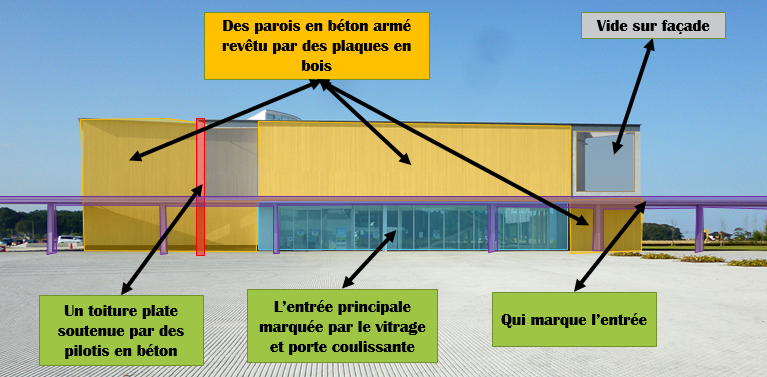 Des parois en béton armé
revêtu par des plaques en
bois
Vide sur façade
Un toiture plate
soutenue par des
pilotis en béton
L'entrée principale
marquée par le vitrage
et porte coulissante
Qui marque l'entrée